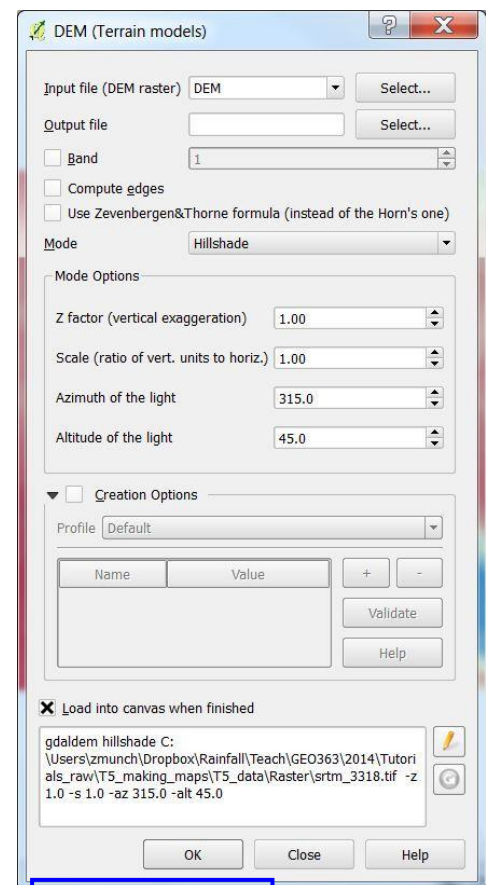 DEM (Terrain models)
Input file (DEM raster) DEM Select...
Output file Select...
Band 1
Compute edges
Use Zevenbergen&Thorne formula (instead of the Horn's one)
Mode Hillshade
Mode Options
Z factor (vertical exaggeration) 1.00
Scale (ratio of vert. units to horiz.) 1.00
Azimuth of the light 315.0
Altitude of the light 45.0
Creation Options
Profile Default
Name Value + -
Validate
Help
Load into canvas when finished
gdaldem hillshade C:
\Users\zmunch\Dropbox\Rainfall\Teach\GEO363\2014\Tutori
als_raw\T5_making_maps\T5_data\Raster\srtm_3318.tif -z
1.0 -s 1.0 -az 315.0 -alt 45.0
OK Close Help